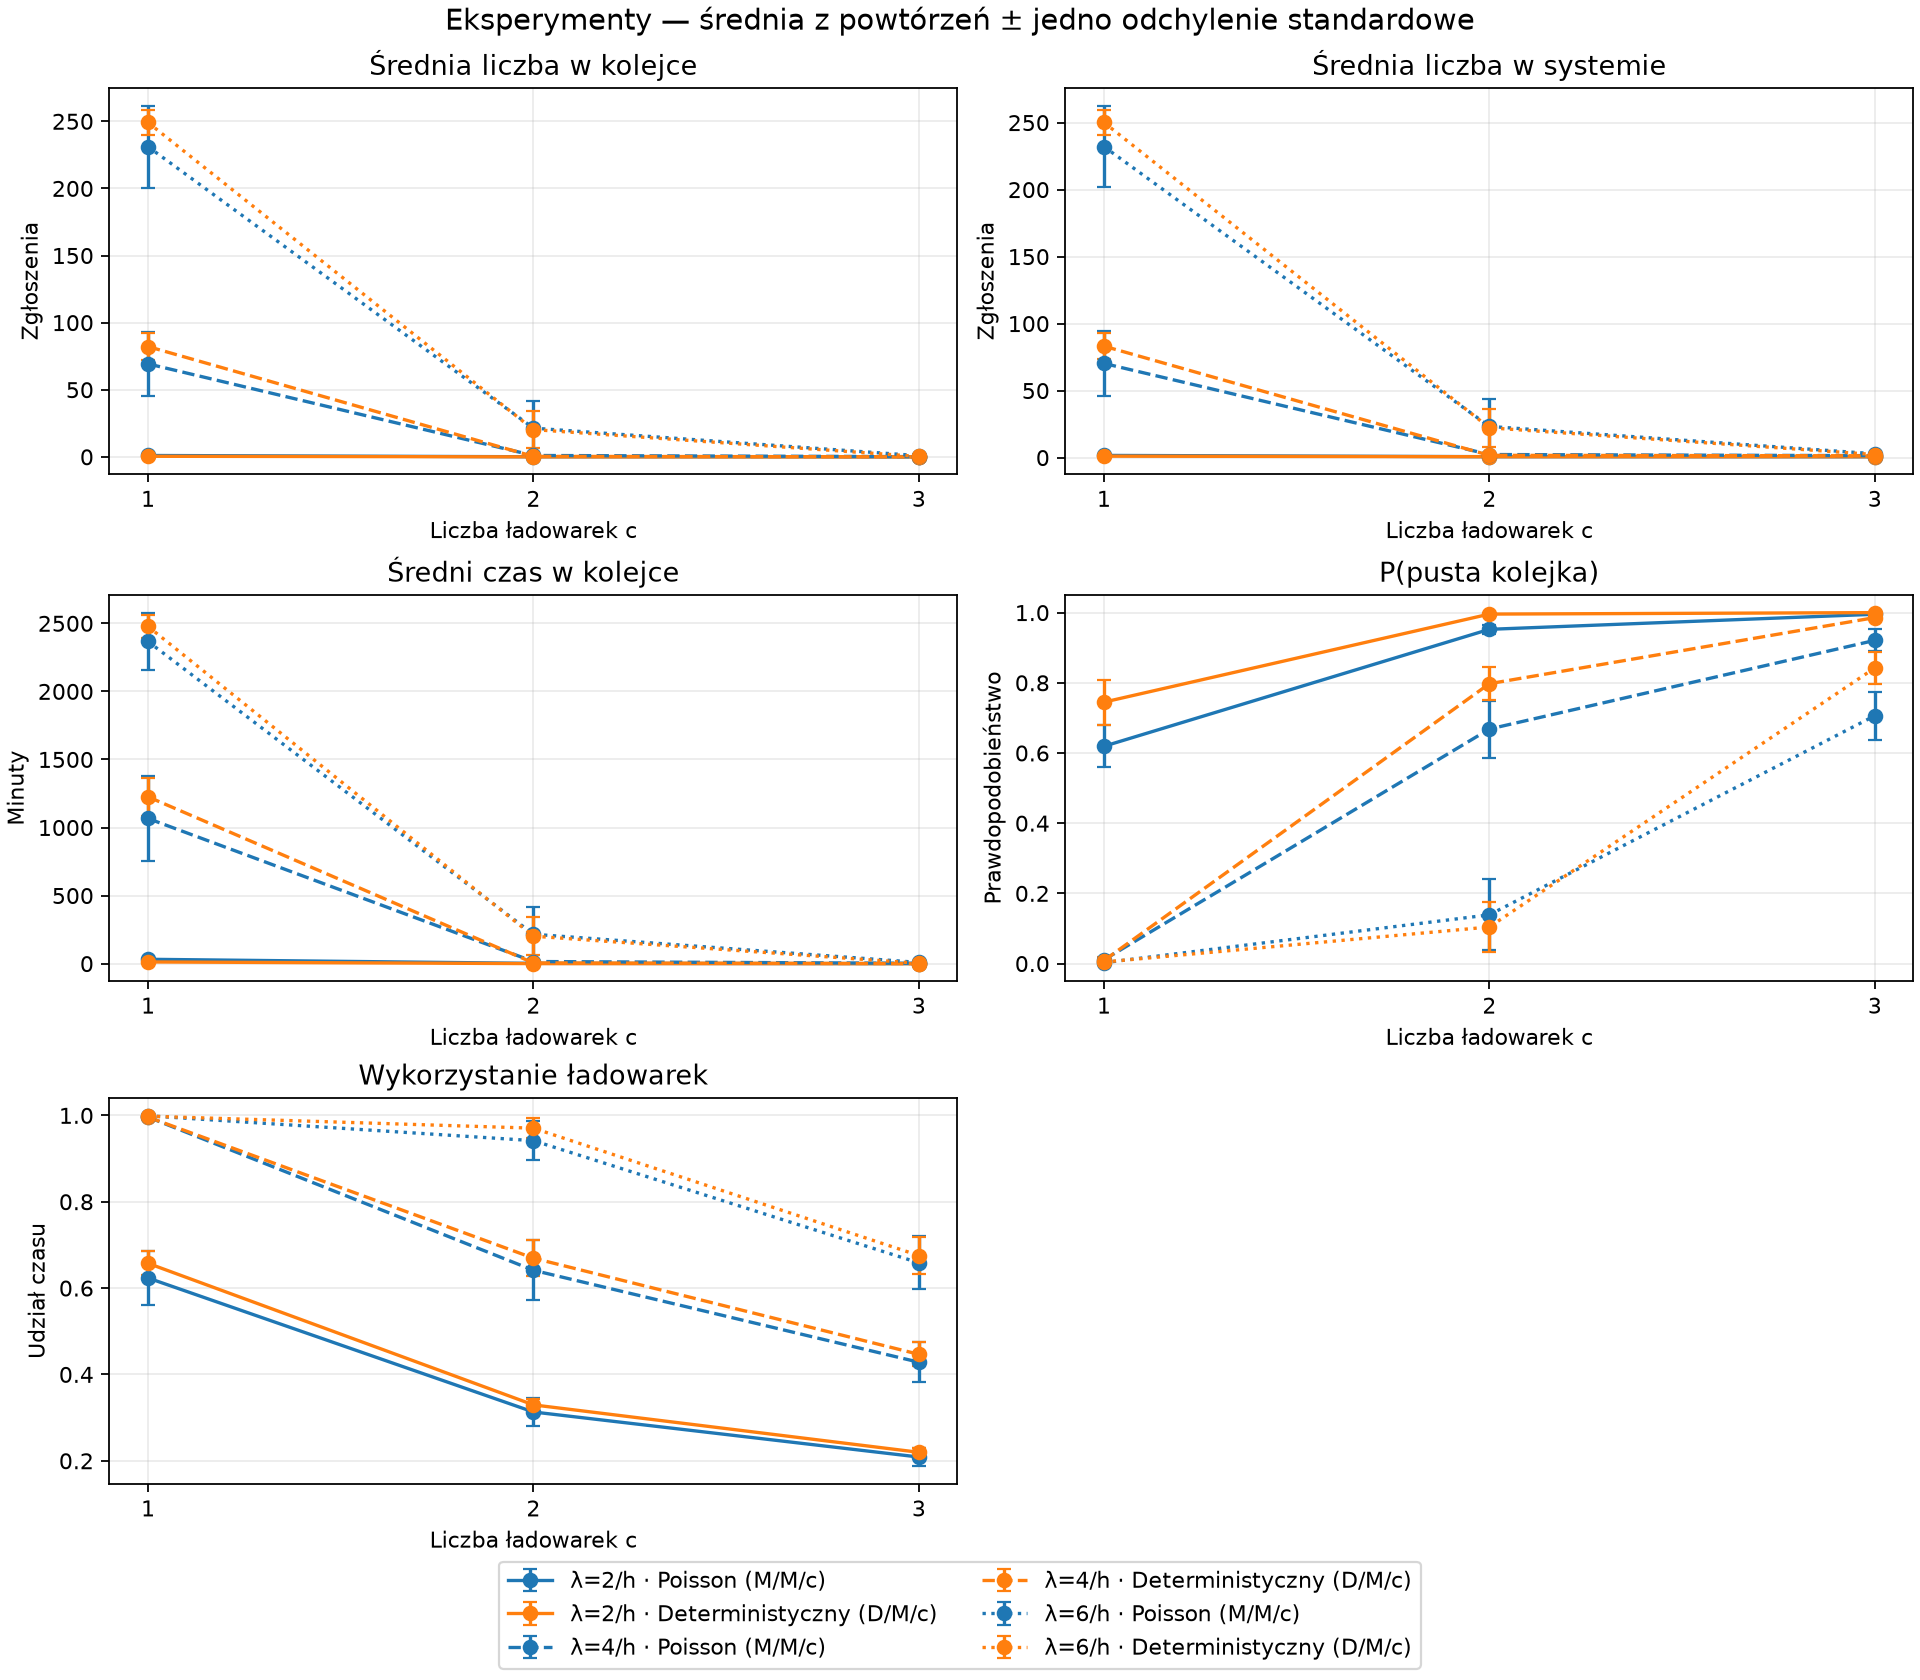 Eksperymenty — średnia z powtórzeń ± jedno odchylenie standardowe
Średnia liczba w kolejce
Zgłoszenia
250
200
150
100
50
0
1 2 3
Liczba ładowarek c
Średnia liczba w systemie
Zgłoszenia
250
200
150
100
50
0
1 2 3
Liczba ładowarek c
Średni czas w kolejce
Minuty
2500
2000
1500
1000
500
0
1 2 3
Liczba ładowarek c
P(pusta kolejka)
Prawdopodobieństwo
1.0
0.8
0.6
0.4
0.2
0.0
1 2 3
Liczba ładowarek c
Wykorzystanie ładowarek
Udział czasu
1.0
0.8
0.6
0.4
0.2
1 2 3
Liczba ładowarek c
λ=2/h · Poisson (M/M/c)
λ=2/h · Deterministyczny (D/M/c)
λ=4/h · Poisson (M/M/c)
λ=4/h · Deterministyczny (D/M/c)
λ=6/h · Poisson (M/M/c)
λ=6/h · Deterministyczny (D/M/c)